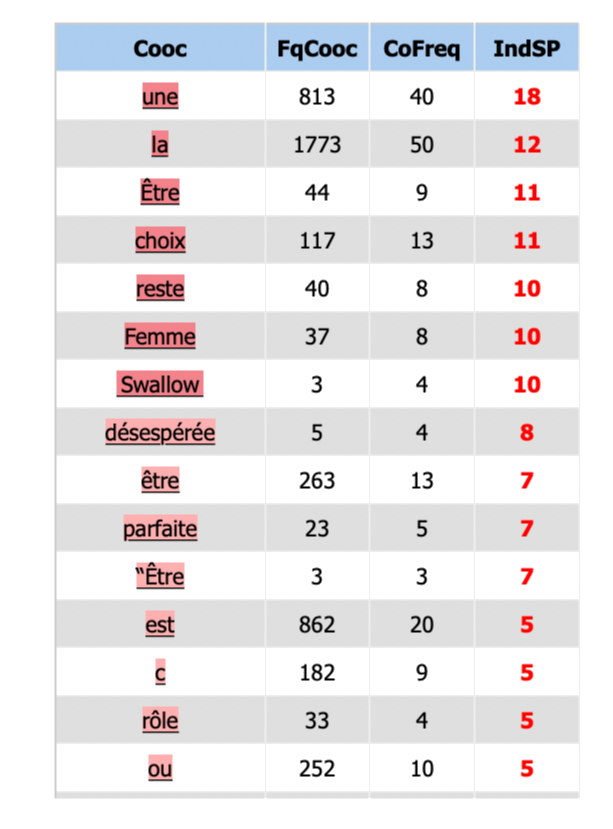 Cooc FqCooc CoFreq IndSP
une 813 40 18
la 1773 50 12
Être 44 9 11
choix 117 13 11
reste 40 8 10
Femme 37 8 10
Swallow 3 4 10
désespérée 5 4 8
être 263 13 7
parfaite 23 5 7
“Être 3 3 7
est 862 20 5
c 182 9 5
rôle 33 4 5
ou 252 10 5